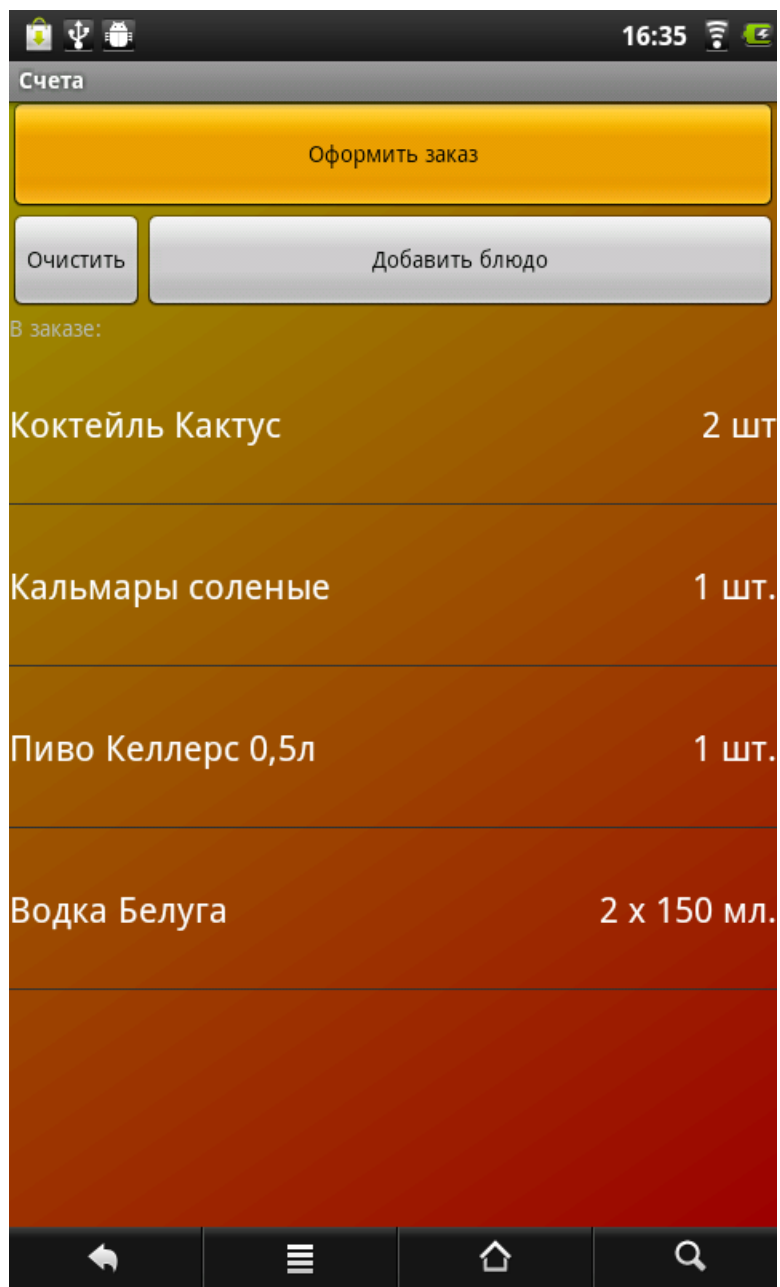 16:35
Счета
Оформить заказ
Очистить Добавить блюдо
В заказе:
Коктейль Кактус 2 шт
Кальмары соленые 1 шт.
Пиво Келлерс 0,5л 1 шт.
Водка Белуга 2 x 150 мл.